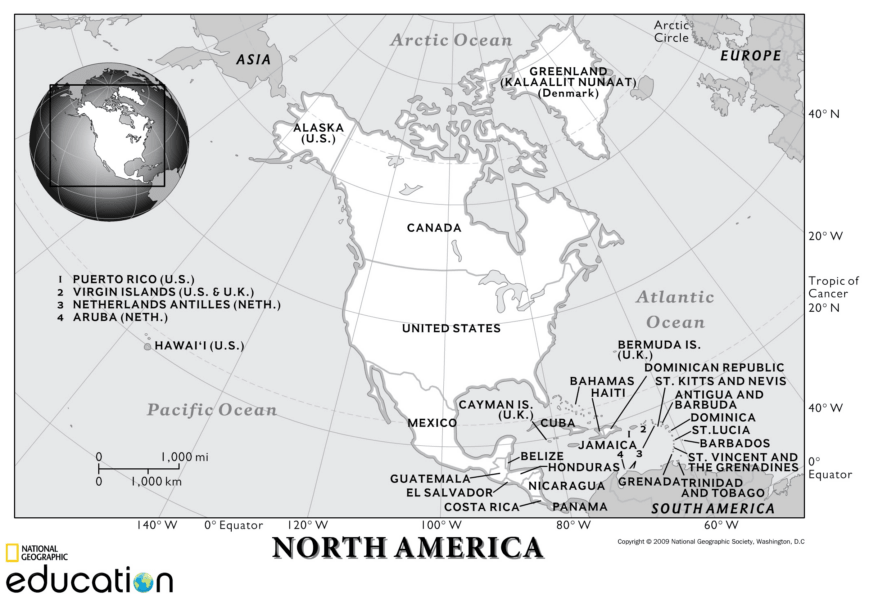 Arctic Ocean
Arctic
Circle
ASIA
EUROPE
GREENLAND
(KALAALLIT NUNAAT)
(Denmark)
40° N
ALASKA
(U.S.)
CANADA
20° W
1 PUERTO RICO (U.S.)
2 VIRGIN ISLANDS (U.S. & U.K.)
3 NETHERLANDS ANTILLES (NETH.)
4 ARUBA (NETH.)
Tropic of
Cancer
20° N
Atlantic
Ocean
UNITED STATES
HAWAI'I (U.S.)
BERMUDA IS.
(U.K.)
DOMINICAN REPUBLIC
BAHAMAS
ST. KITTS AND NEVIS
HAITI
ANTIGUA AND
BARBUDA
Pacific Ocean
CAYMAN IS.
(U.K.)
40° W
MEXICO
CUBA
DOMINICA
1
2
ST.LUCIA
JAMAICA
BARBADOS
4
3
BELIZE
ST. VINCENT AND
THE GRENADINES
0°
Equator
0 1,000 mi
0 1,000 km
HONDURAS
GUATEMALA
NICARAGUA
GRENADA
TRINIDAD
AND TOBAGO
EL SALVADOR
COSTA RICA
PANAMA
SOUTH AMERICA
140° W
0° Equator
120° W
100° W
80° W
60° W
NORTH AMERICA
Copyright © 2009 National Geographic Society, Washington, D.C
NATIONAL
GEOGRAPHIC
education